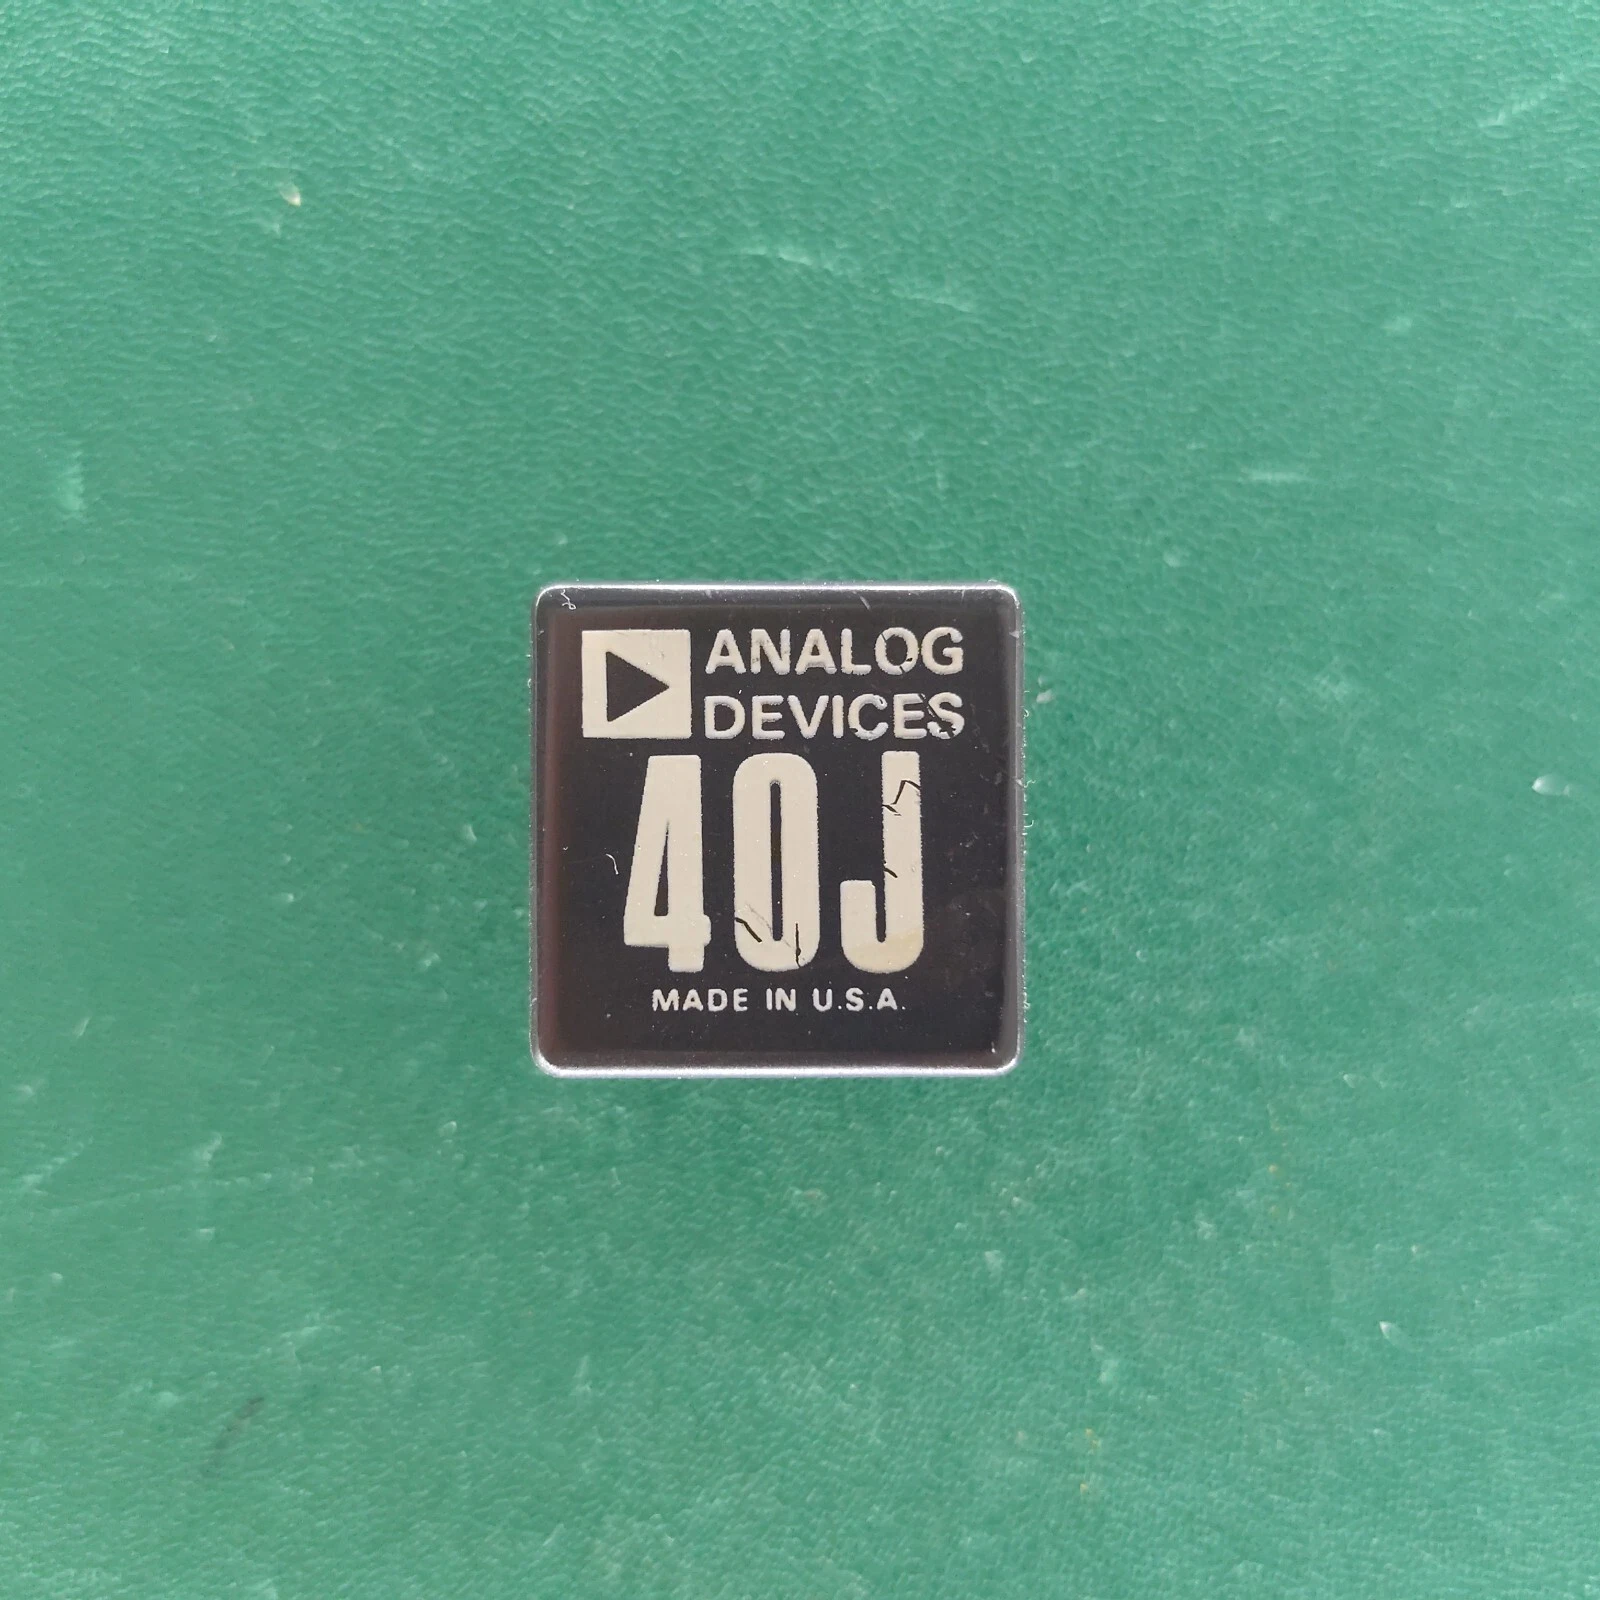 ANALOG
DEVICES
40J
MADE IN U.S.A.